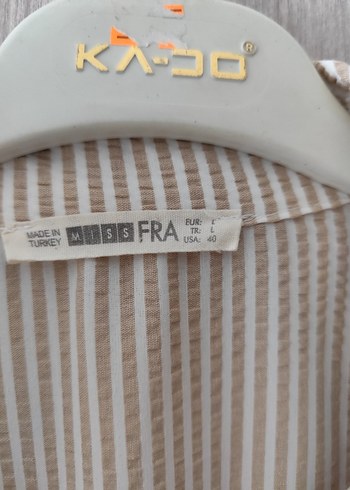 KA-DO®
MADE IN
TURKEY
MISS FRA
EUR: L
TR: L
USA: 40